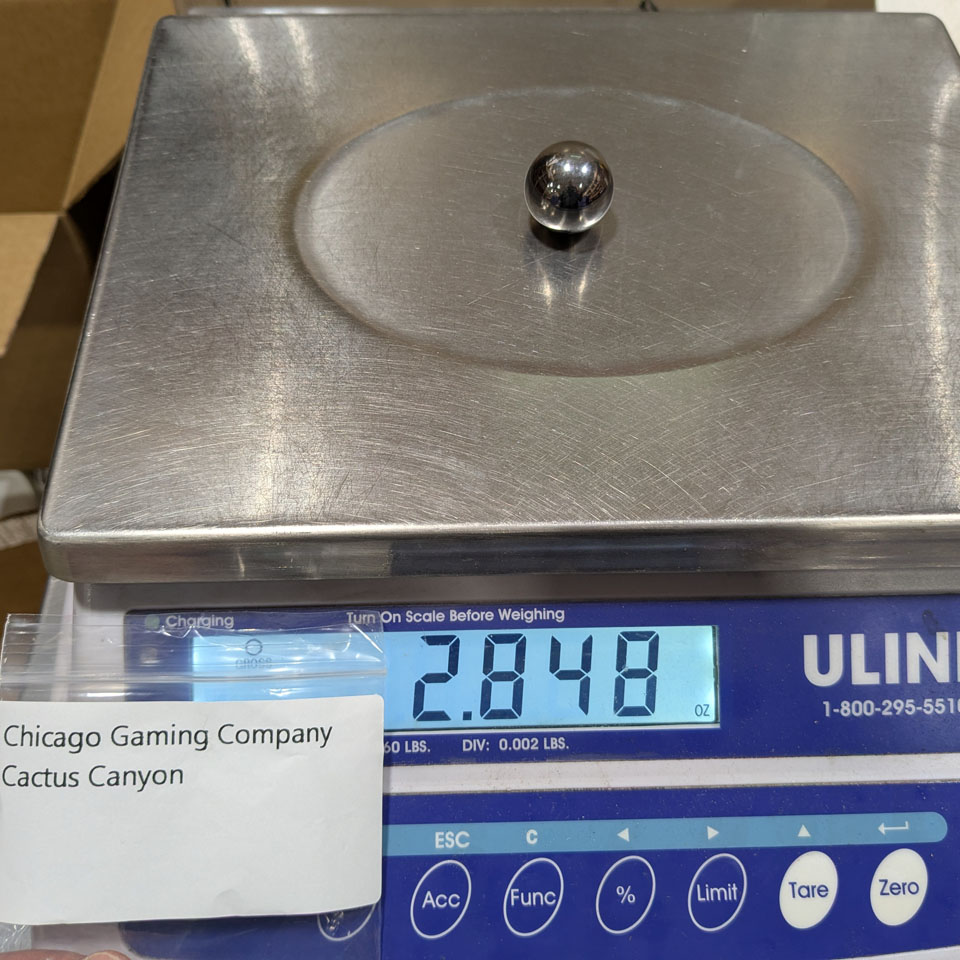 Charging
Turn On Scale Before Weighing
GROSS
2.848 OZ
ULIN
1-800-295-551
60 LBS. DIV: 0.002 LBS.
Chicago Gaming Company
Cactus Canyon
ESC C ◄ ► ▲ ↵
Acc Func % Limit Tare Zero